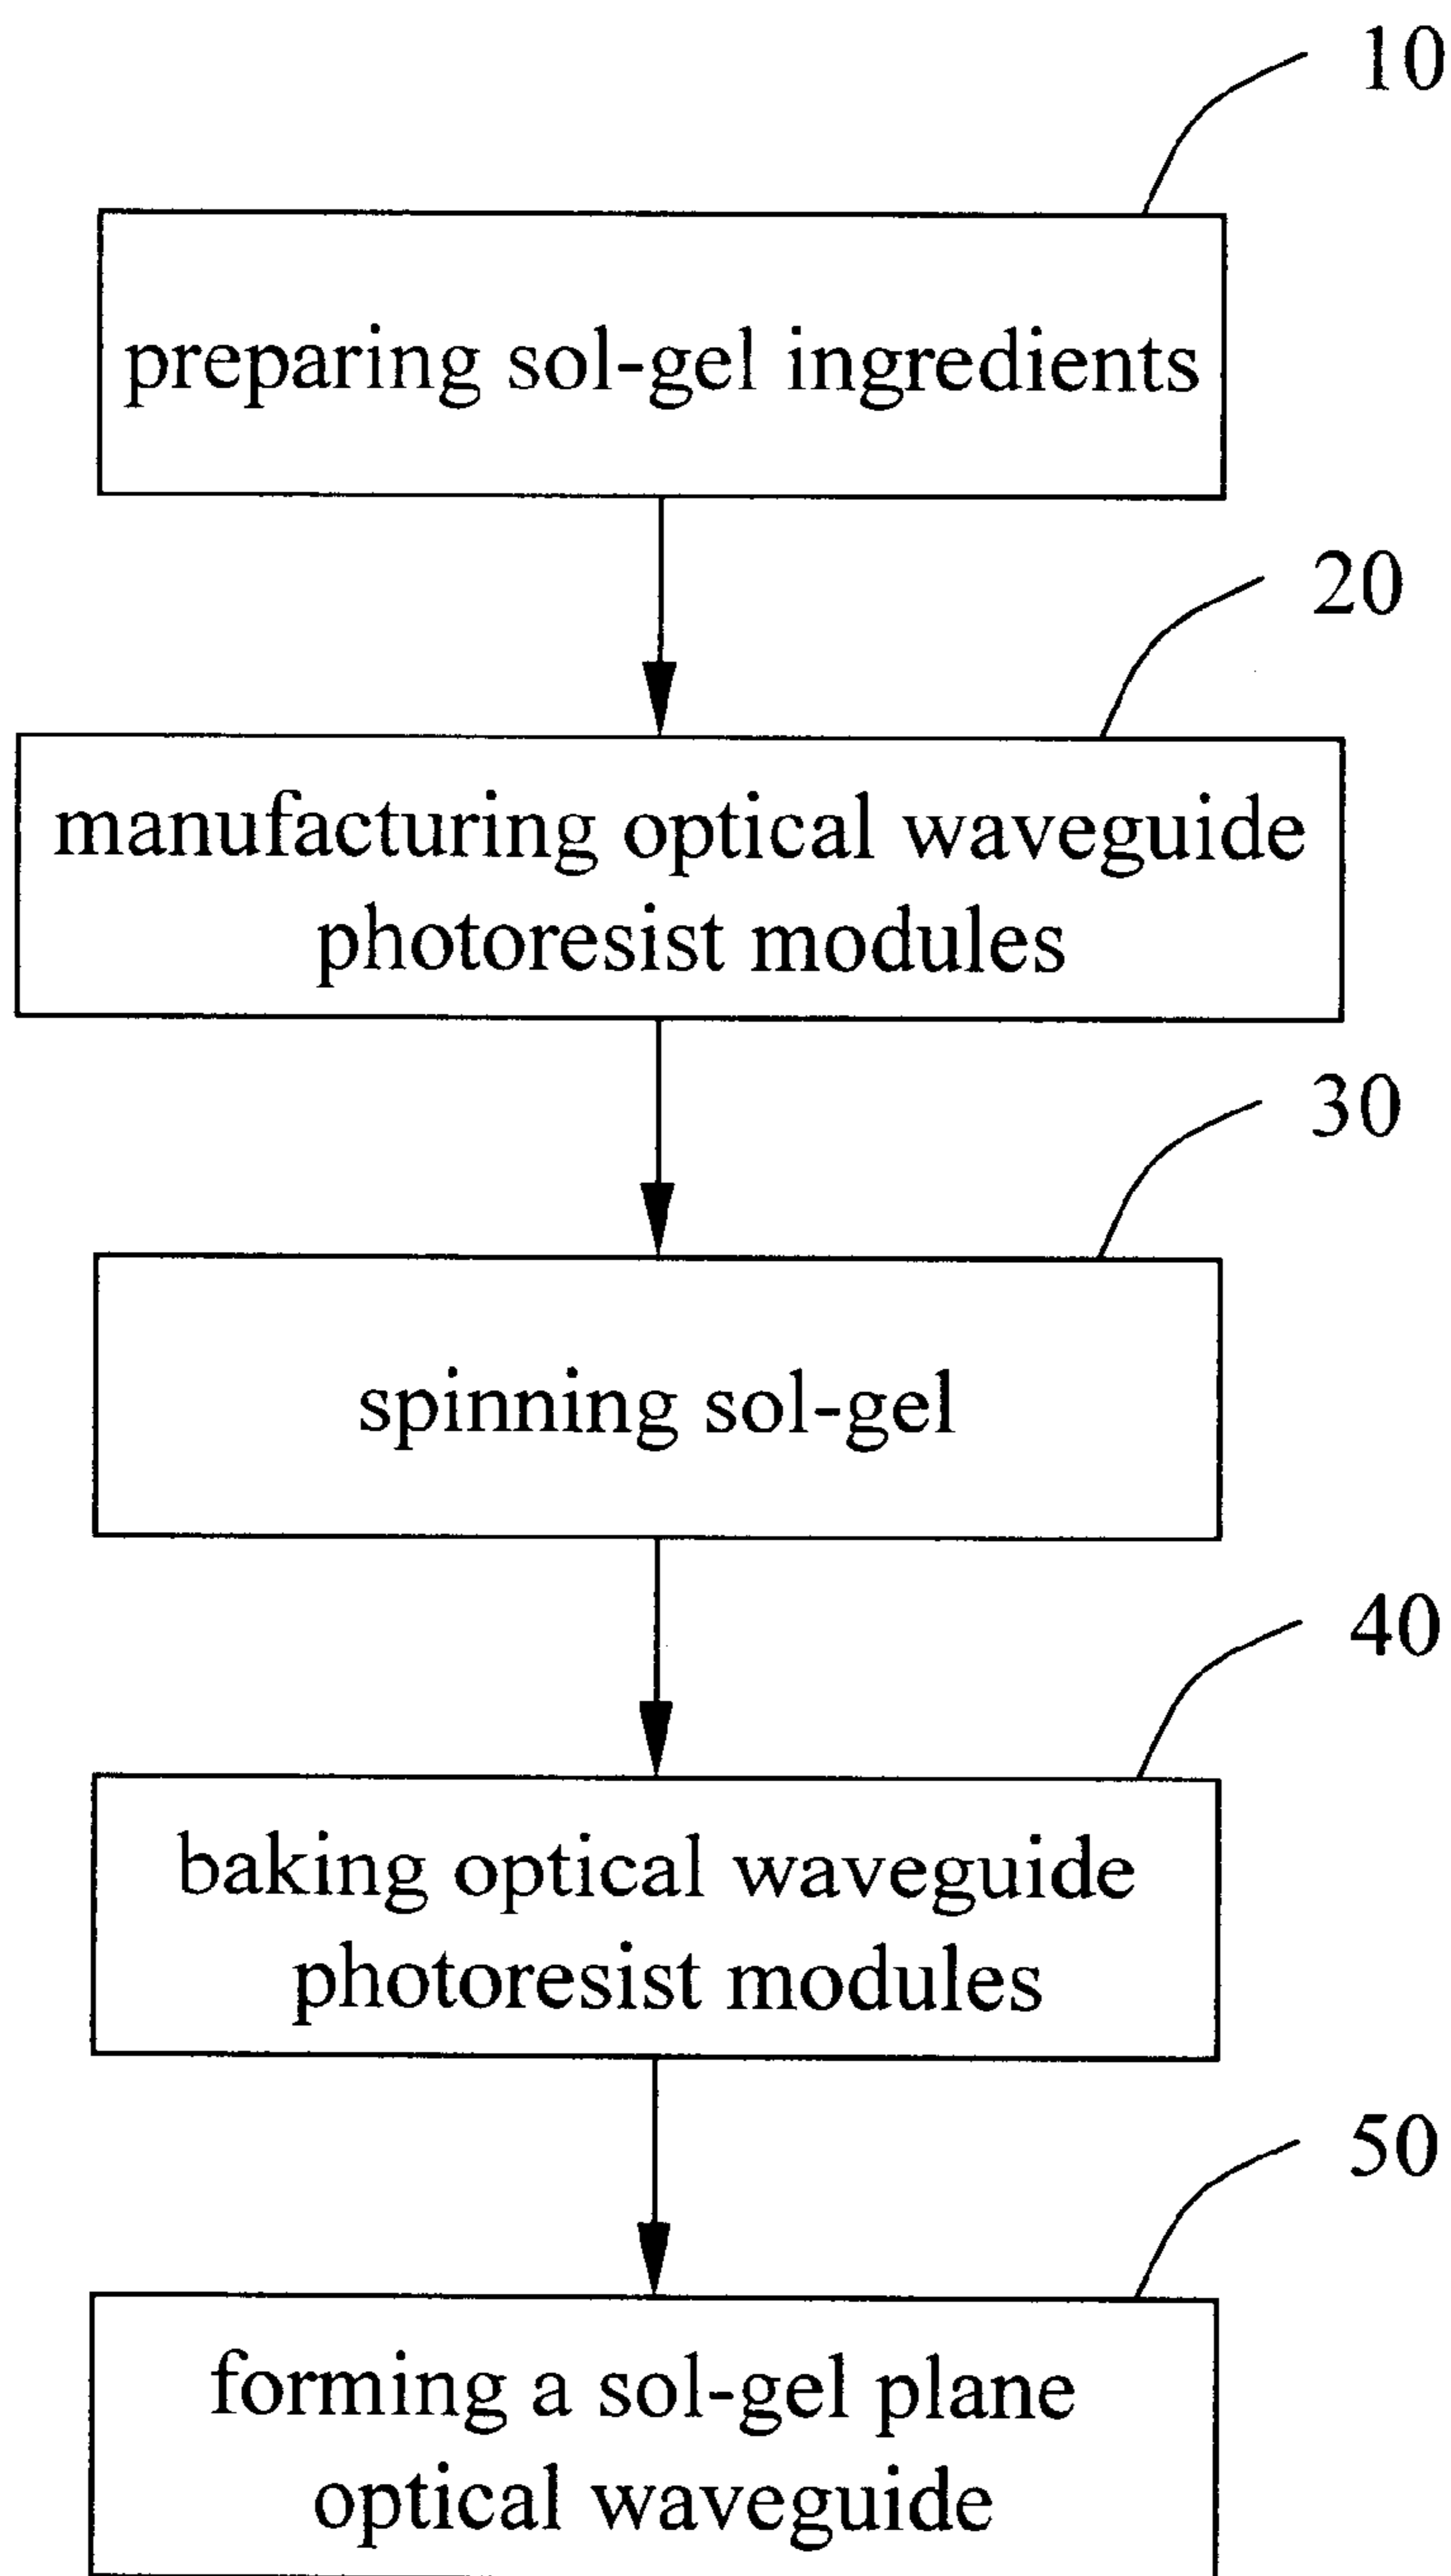 10
preparing sol-gel ingredients
20
manufacturing optical waveguide
photoresist modules
30
spinning sol-gel
40
baking optical waveguide
photoresist modules
50
forming a sol-gel plane
optical waveguide